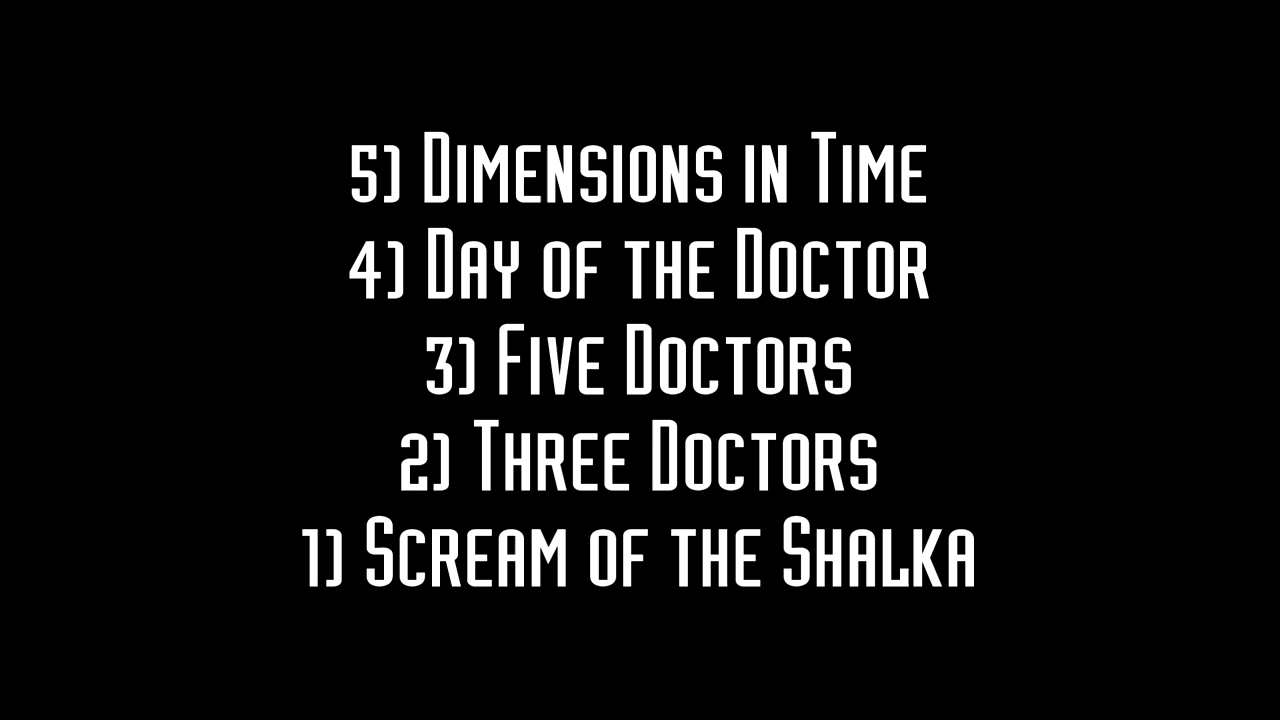 5) Dimensions in Time
4) Day of the Doctor
3) Five Doctors
2) Three Doctors
1) Scream of the Shalka